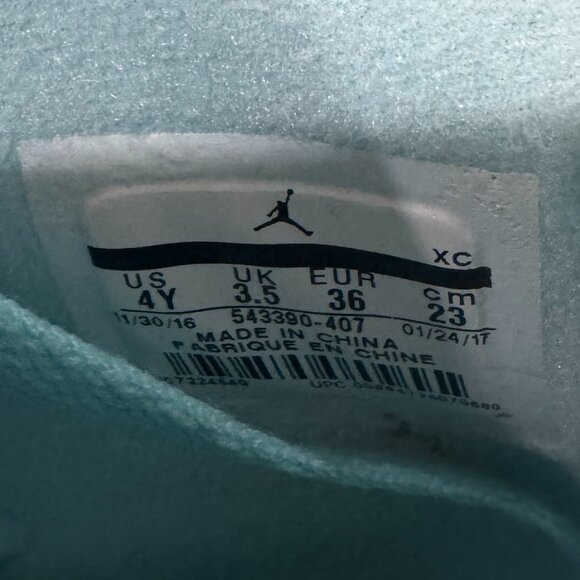 XC
US UK EUR cm
4Y 3.5 36 23
11/30/16 543390-407 01/24/17
MADE IN CHINA
FABRIQUE EN CHINE
UPC